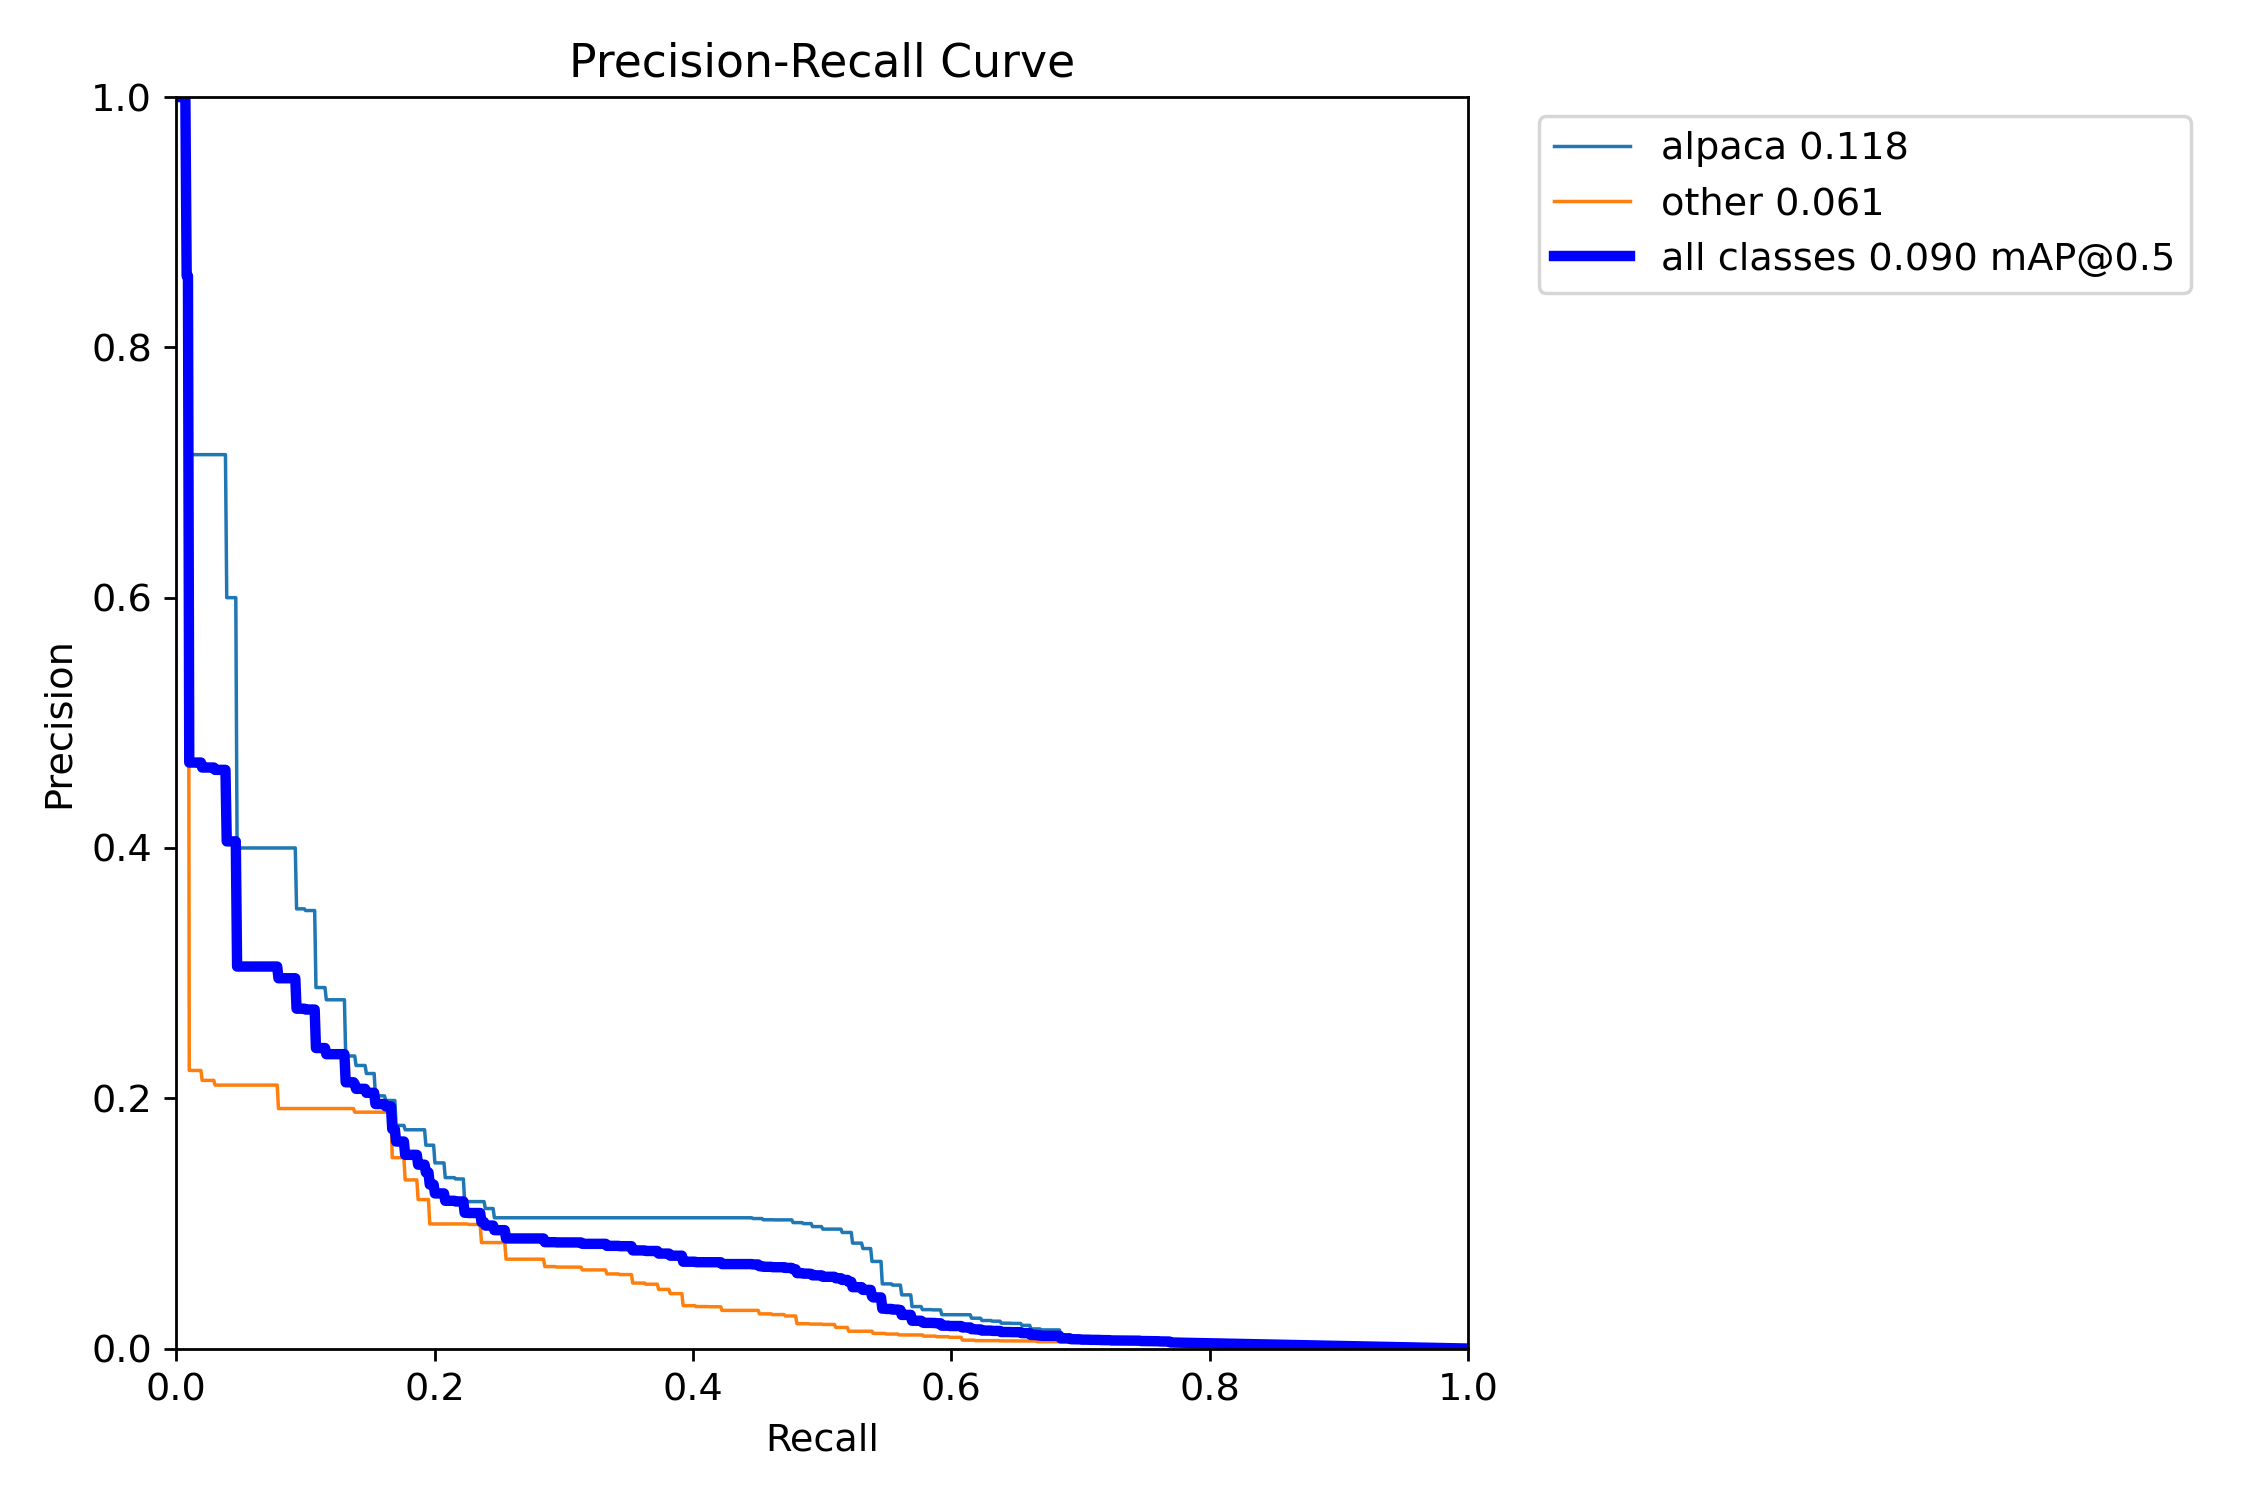 Precision-Recall Curve
1.0
0.8
0.6
0.4
0.2
0.0
Precision
0.0 0.2 0.4 0.6 0.8 1.0
Recall
alpaca 0.118
other 0.061
all classes 0.090 mAP@0.5